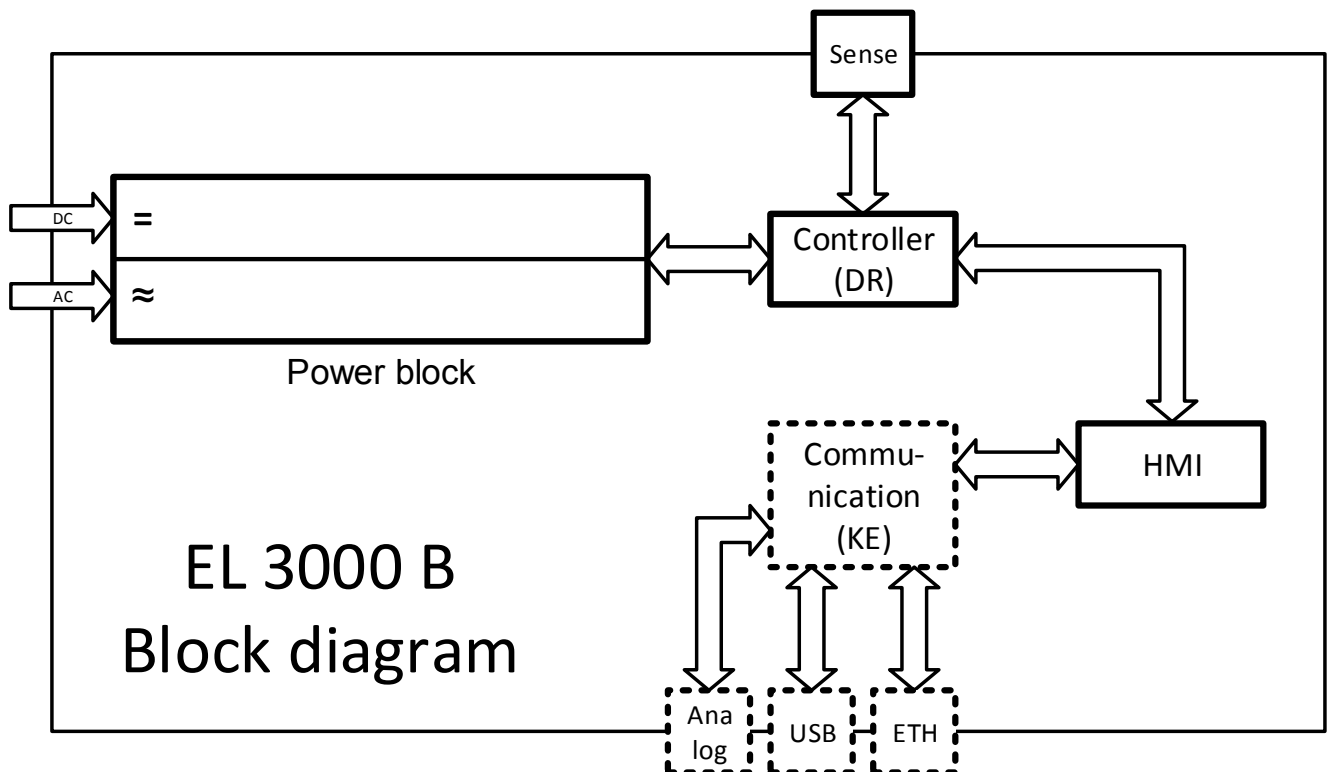 Sense
DC
=
Controller
(DR)
AC
≈
Power block
Commu-
nication
(KE)
HMI
EL 3000 B
Block diagram
Ana
log
USB
ETH